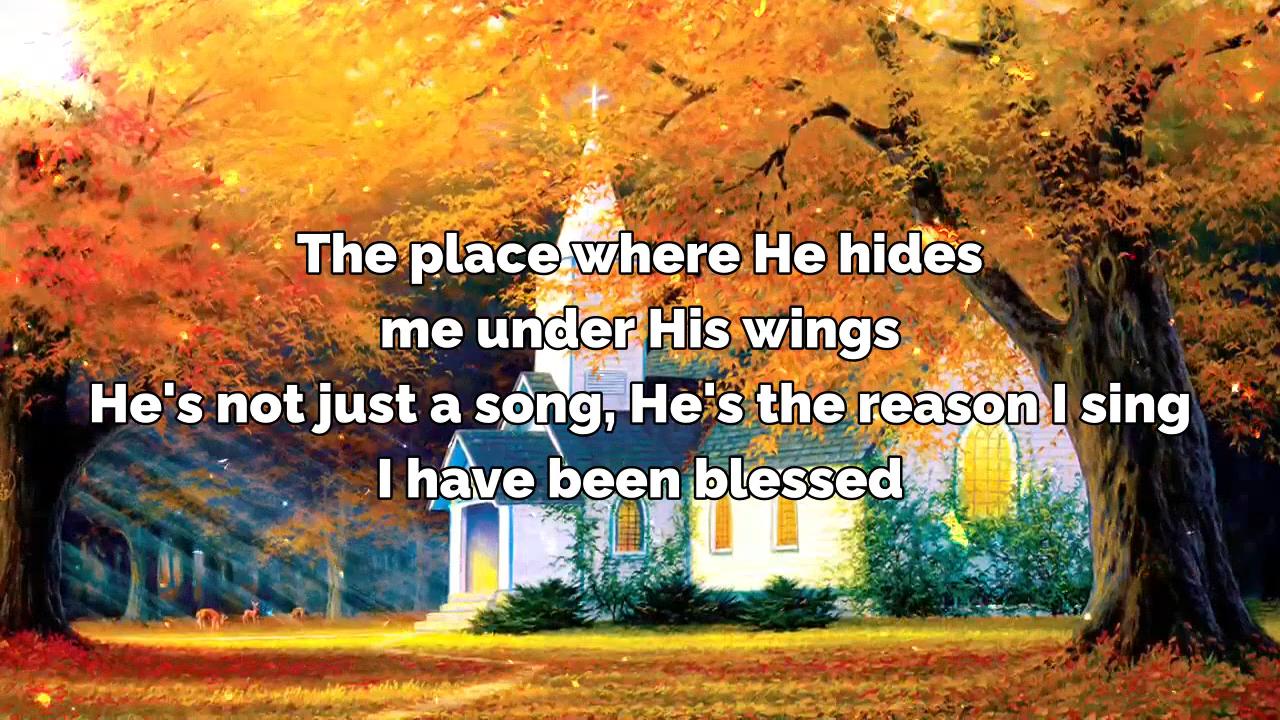 The place where He hides
me under His wings
He's not just a song, He's the reason I sing
I have been blessed